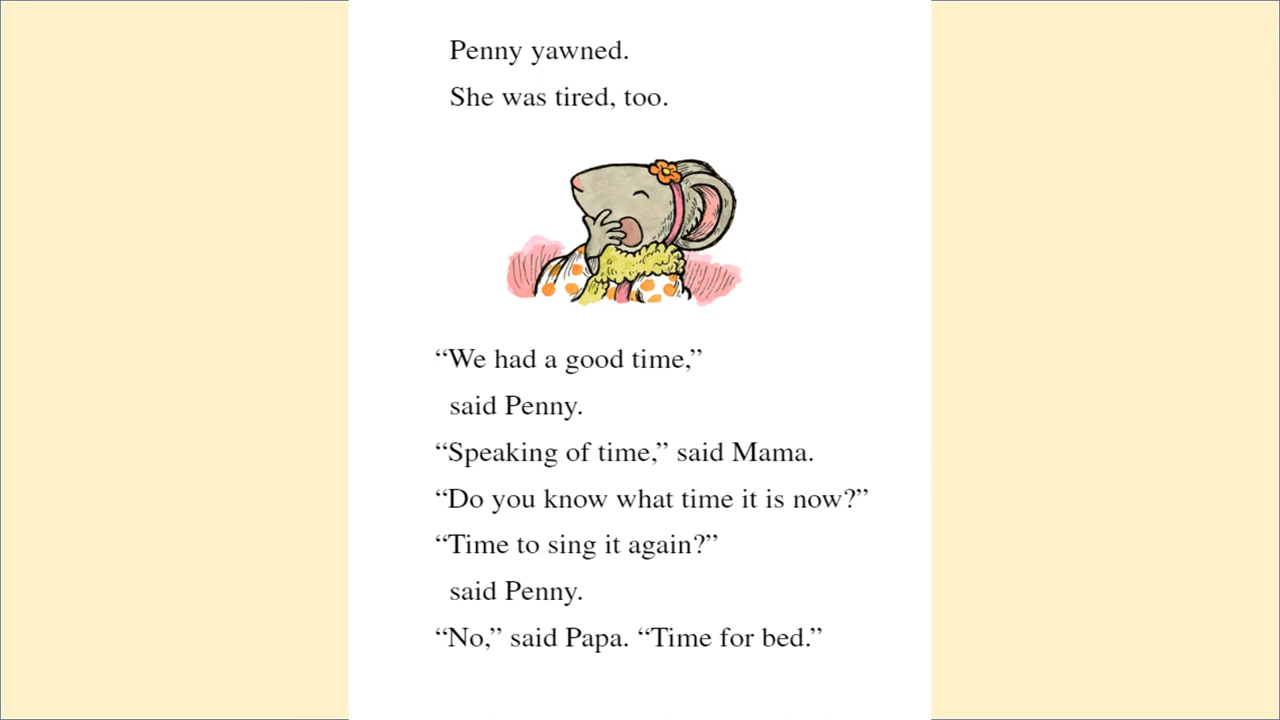 Penny yawned.
She was tired, too.
“We had a good time,”
said Penny.
“Speaking of time,” said Mama.
“Do you know what time it is now?”
“Time to sing it again?”
said Penny.
“No,” said Papa. “Time for bed.”